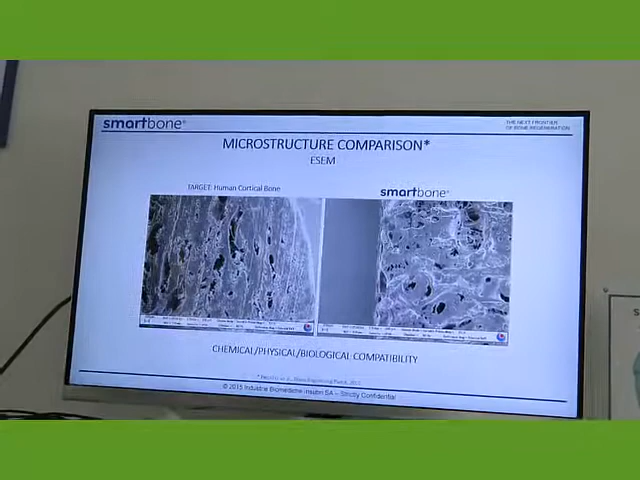 smartbone®
THE NEXT FRONTIER
OF BONE REGENERATION
MICROSTRUCTURE COMPARISON*
ESEM
TARGET: Human Cortical Bone
smartbone®
CHEMICAL/PHYSICAL/BIOLOGICAL COMPATIBILITY
© 2015 Industrie Biomediche Insubri SA – Strictly Confidential
S